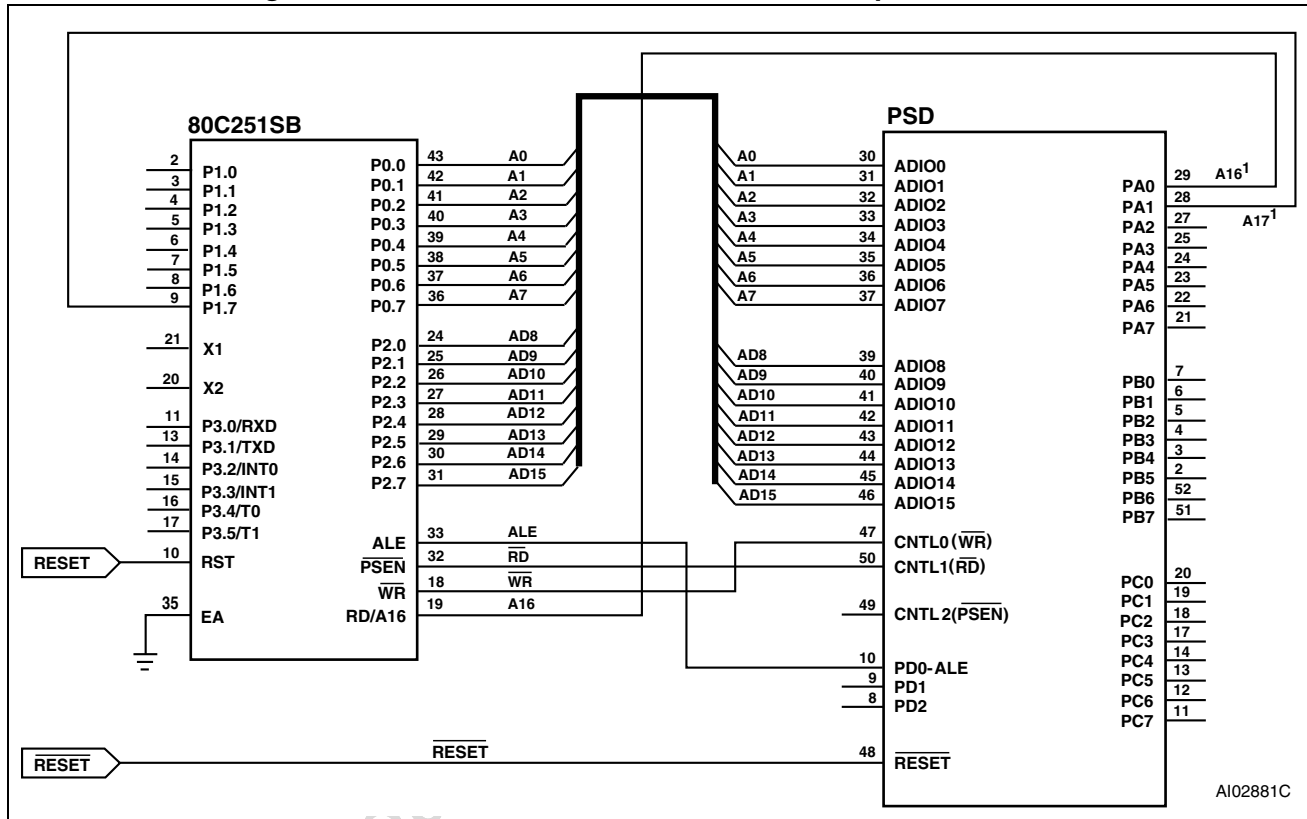 80C251SB
2 P1.0
3 P1.1
4 P1.2
5 P1.3
6 P1.4
7 P1.5
8 P1.6
9 P1.7
21 X1
20 X2
11 P3.0/RXD
13 P3.1/TXD
14 P3.2/INT0
15 P3.3/INT1
16 P3.4/T0
17 P3.5/T1
RESET 10 RST
35 EA
P0.0 43 A0
P0.1 42 A1
P0.2 41 A2
P0.3 40 A3
P0.4 39 A4
P0.5 38 A5
P0.6 37 A6
P0.7 36 A7
P2.0 24 AD8
P2.1 25 AD9
P2.2 26 AD10
P2.3 27 AD11
P2.4 28 AD12
P2.5 29 AD13
P2.6 30 AD14
P2.7 31 AD15
ALE 33 ALE
PSEN 32 RD
WR 18 WR
RD/A16 19 A16
PSD
A0 30 ADIO0
A1 31 ADIO1
A2 32 ADIO2
A3 33 ADIO3
A4 34 ADIO4
A5 35 ADIO5
A6 36 ADIO6
A7 37 ADIO7
AD8 39 ADIO8
AD9 40 ADIO9
AD10 41 ADIO10
AD11 42 ADIO11
AD12 43 ADIO12
AD13 44 ADIO13
AD14 45 ADIO14
AD15 46 ADIO15
47 CNTL0(WR)
50 CNTL1(RD)
49 CNTL2(PSEN)
10 PD0-ALE
9 PD1
8 PD2
RESET RESET 48 RESET
PA0 29 A16¹
PA1 28 A17¹
PA2 27
PA3 25
PA4 24
PA5 23
PA6 22
PA7 21
PB0 7
PB1 6
PB2 5
PB3 4
PB4 3
PB5 2
PB6 52
PB7 51
PC0 20
PC1 19
PC2 18
PC3 17
PC4 14
PC5 13
PC6 12
PC7 11
AI02881C